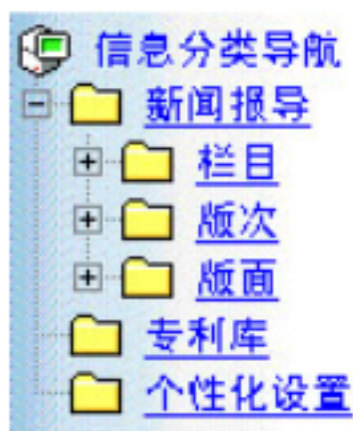 信息分类导航
新闻报导
栏目
版次
版面
专利库
个性化设置